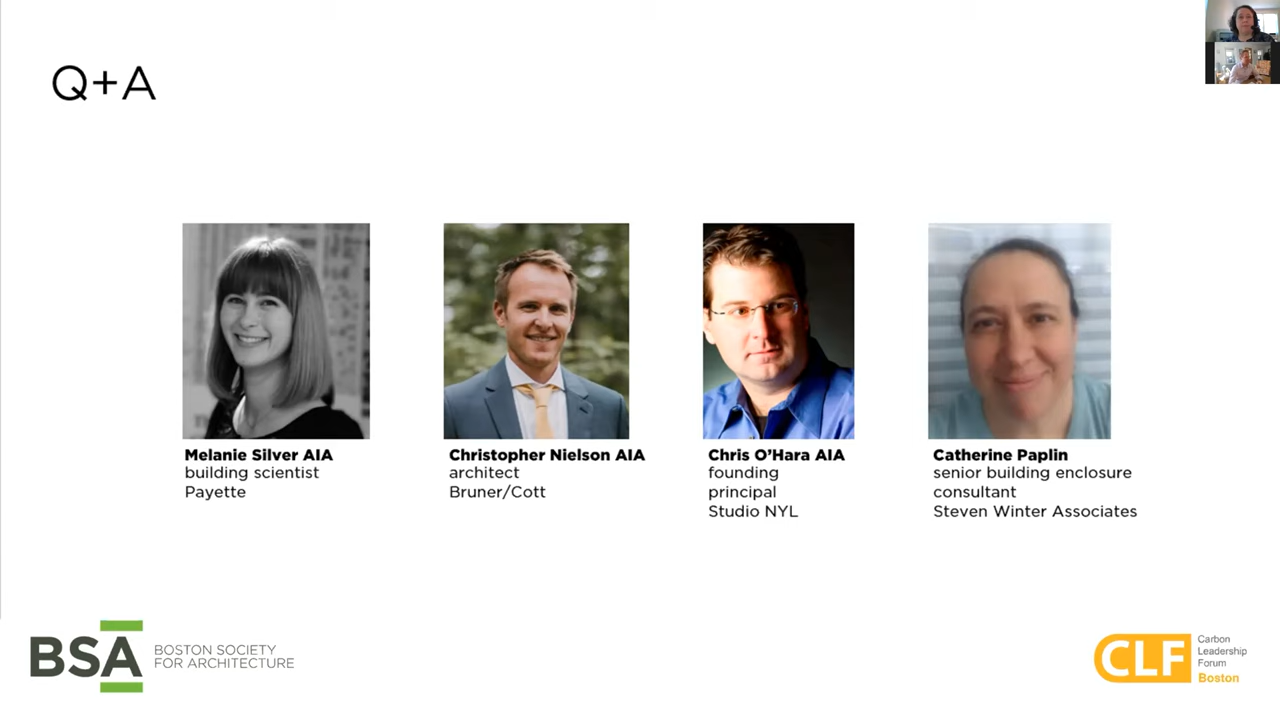 Q+A
Melanie Silver AIA
building scientist
Payette
Christopher Nielson AIA
architect
Bruner/Cott
Chris O'Hara AIA
founding
principal
Studio NYL
Catherine Paplin
senior building enclosure
consultant
Steven Winter Associates
BSA
BOSTON SOCIETY
FOR ARCHITECTURE
CLF
Carbon
Leadership
Forum
Boston